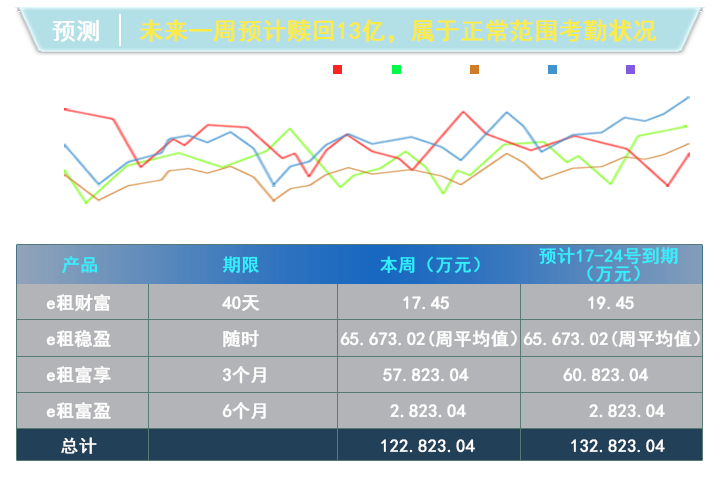 预测 未来一周预计赎回13亿，属于正常范围考勤状况
产品 期限 本周（万元） 预计17-24号到期（万元）
e租财富 40天 17.45 19.45
e租稳盈 随时 65.673.02(周平均值) 65.673.02(周平均值)
e租富享 3个月 57.823.04 60.823.04
e租富盈 6个月 2.823.04 2.823.04
总计 122.823.04 132.823.04